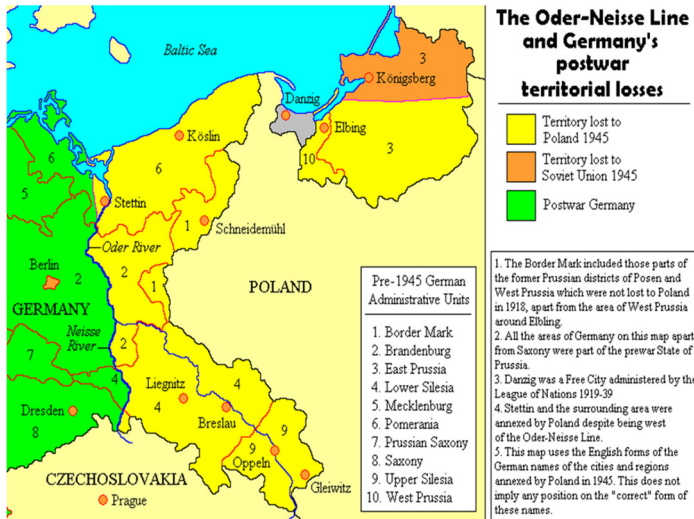 The Oder-Neisse Line
and Germany's
postwar
territorial losses
Territory lost to
Poland 1945
Territory lost to
Soviet Union 1945
Postwar Germany
Baltic Sea
3
Königsberg
Danzig
Elbing
10
3
Köslin
6
6
5
Stettin
1
Schneidemühl
Oder River
Berlin
2
2
1
POLAND
GERMANY
Neisse
River
2
7
4
Liegnitz
4
4
Breslau
Dresden
8
9
9
Oppeln
Gleiwitz
CZECHOSLOVAKIA
Prague
Pre-1945 German
Administrative Units
1. Border Mark
2. Brandenburg
3. East Prussia
4. Lower Silesia
5. Mecklenburg
6. Pomerania
7. Prussian Saxony
8. Saxony
9. Upper Silesia
10. West Prussia
1. The Border Mark included those parts of
the former Prussian districts of Posen and
West Prussia which were not lost to Poland
in 1918, apart from the area of West Prussia
around Elbling.
2. All the areas of Germany on this map apart
from Saxony were part of the prewar State of
Prussia.
3. Danzig was a Free City administered by the
League of Nations 1919-39
4. Stettin and the surrounding area were
annexed by Poland despite being west
of the Oder-Neisse Line.
5. This map uses the English forms of the
German names of the cities and regions
annexed by Poland in 1945. This does not
imply any position on the "correct" form of
these names.